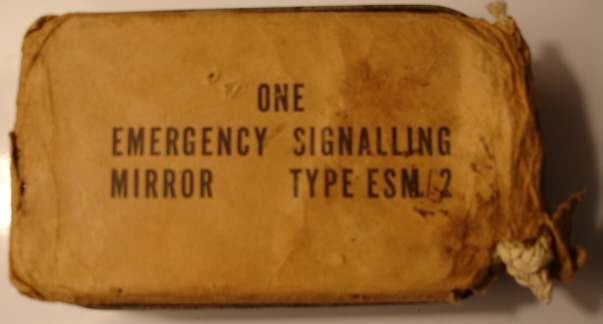 ONE
EMERGENCY SIGNALLING
MIRROR TYPE ESM/2